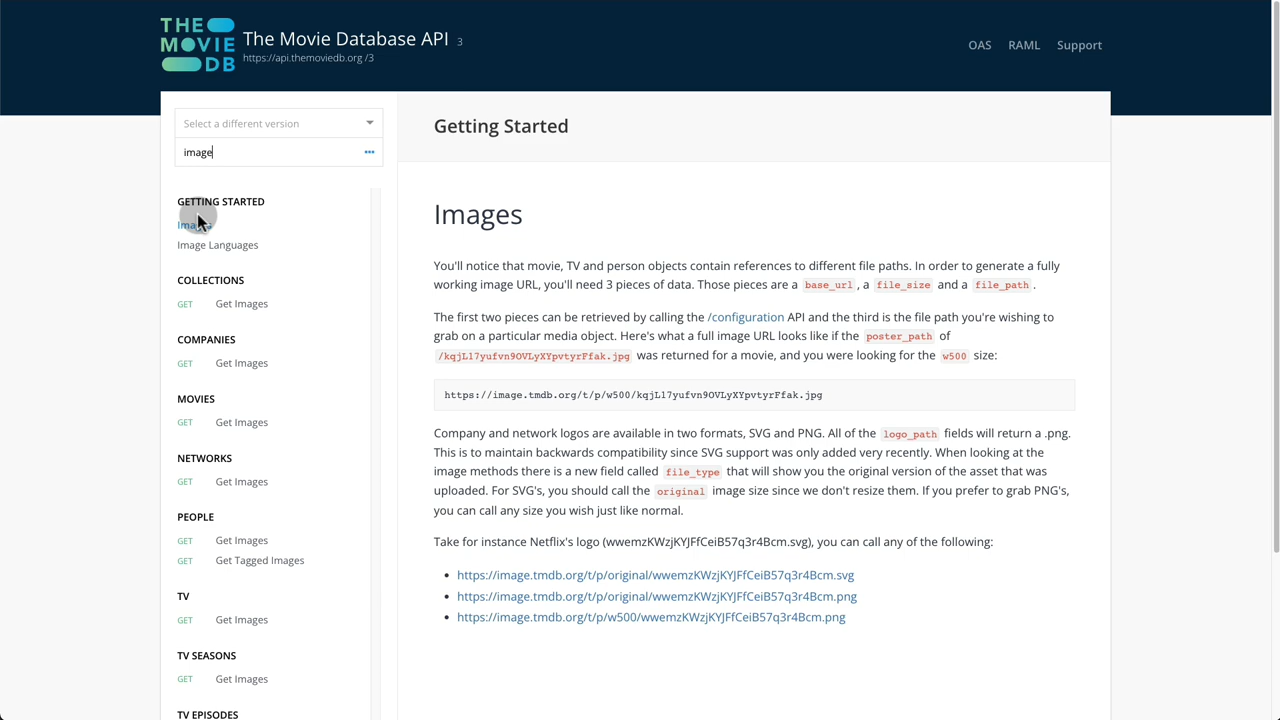 THE
MOVIE
DB
The Movie Database API 3
https://api.themoviedb.org /3
OAS RAML Support
Select a different version
image
GETTING STARTED
Image Languages
COLLECTIONS
GET Get Images
COMPANIES
GET Get Images
MOVIES
GET Get Images
NETWORKS
GET Get Images
PEOPLE
GET Get Images
GET Get Tagged Images
TV
GET Get Images
TV SEASONS
GET Get Images
TV EPISODES
Getting Started
Images
You'll notice that movie, TV and person objects contain references to different file paths. In order to generate a fully
working image URL, you'll need 3 pieces of data. Those pieces are a base_url , a file_size and a file_path .
The first two pieces can be retrieved by calling the /configuration API and the third is the file path you're wishing to
grab on a particular media object. Here's what a full image URL looks like if the poster_path of
/kqjL17yufvn9OVLyXYpvtyrFfak.jpg was returned for a movie, and you were looking for the w500 size:
https://image.tmdb.org/t/p/w500/kqjL17yufvn9OVLyXYpvtyrFfak.jpg
Company and network logos are available in two formats, SVG and PNG. All of the logo_path fields will return a .png.
This is to maintain backwards compatibility since SVG support was only added very recently. When looking at the
image methods there is a new field called file_type that will show you the original version of the asset that was
uploaded. For SVG's, you should call the original image size since we don't resize them. If you prefer to grab PNG's,
you can call any size you wish just like normal.
Take for instance Netflix's logo (wwemzKWzjKYJFfCeiB57q3r4Bcm.svg), you can call any of the following:
https://image.tmdb.org/t/p/original/wwemzKWzjKYJFfCeiB57q3r4Bcm.svg
https://image.tmdb.org/t/p/original/wwemzKWzjKYJFfCeiB57q3r4Bcm.png
https://image.tmdb.org/t/p/w500/wwemzKWzjKYJFfCeiB57q3r4Bcm.png